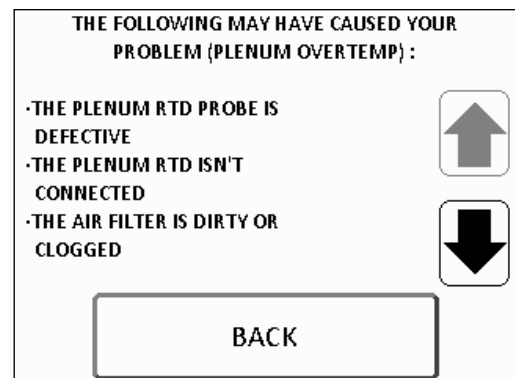 THE FOLLOWING MAY HAVE CAUSED YOUR
PROBLEM (PLENUM OVERTEMP) :
·THE PLENUM RTD PROBE IS
DEFECTIVE
·THE PLENUM RTD ISN'T
CONNECTED
·THE AIR FILTER IS DIRTY OR
CLOGGED
BACK